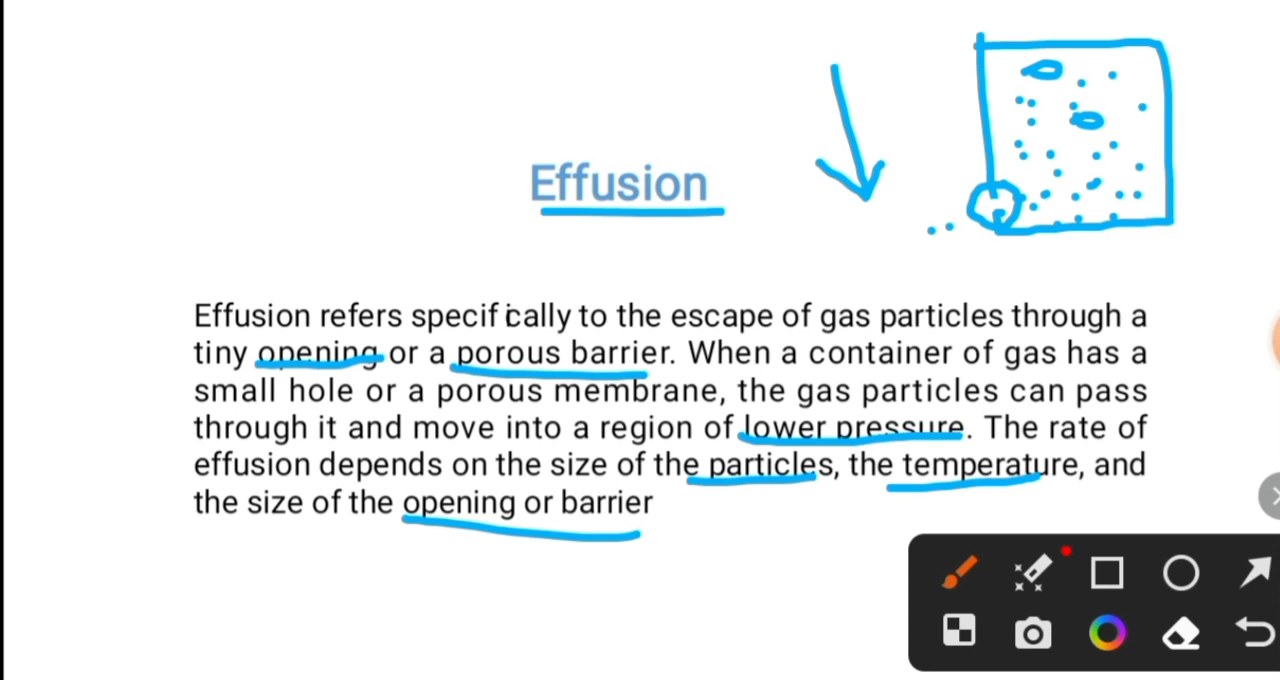 Effusion
Effusion refers specifically to the escape of gas particles through a
tiny opening or a porous barrier. When a container of gas has a
small hole or a porous membrane, the gas particles can pass
through it and move into a region of lower pressure. The rate of
effusion depends on the size of the particles, the temperature, and
the size of the opening or barrier